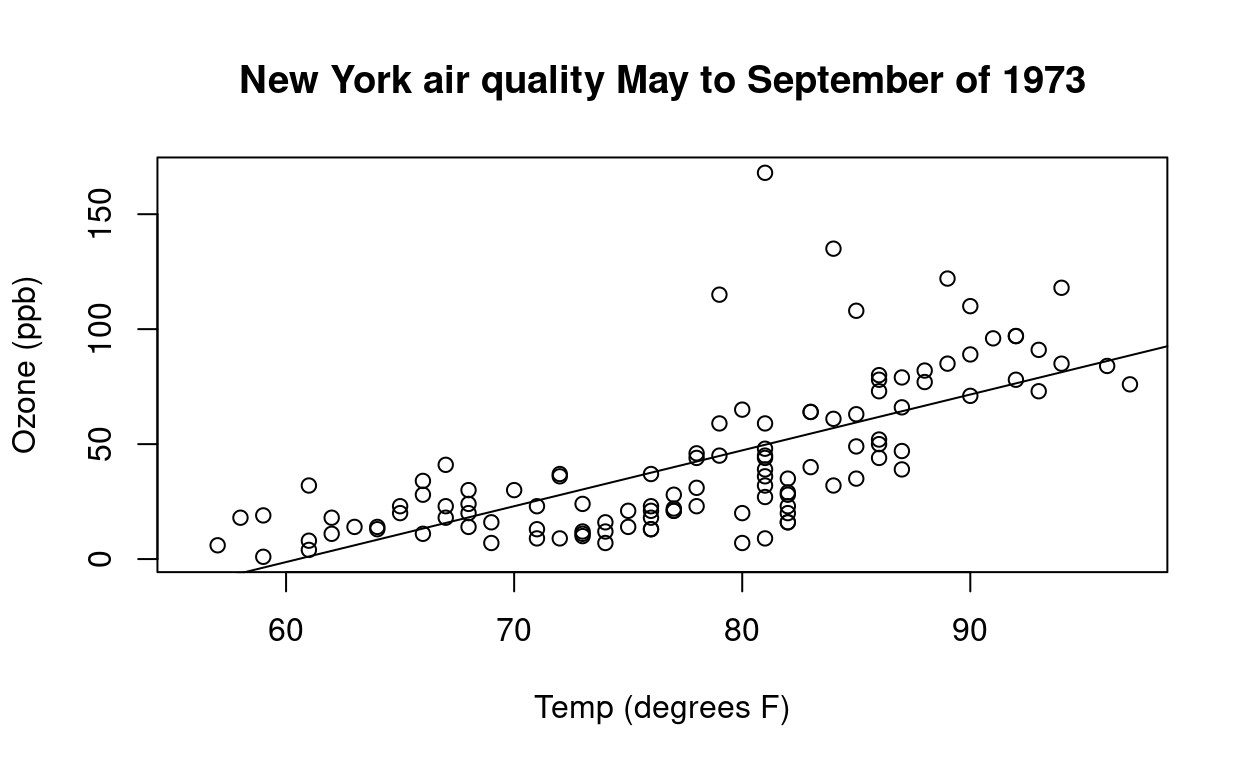 New York air quality May to September of 1973
Ozone (ppb)
150
100
50
0
60 70 80 90
Temp (degrees F)